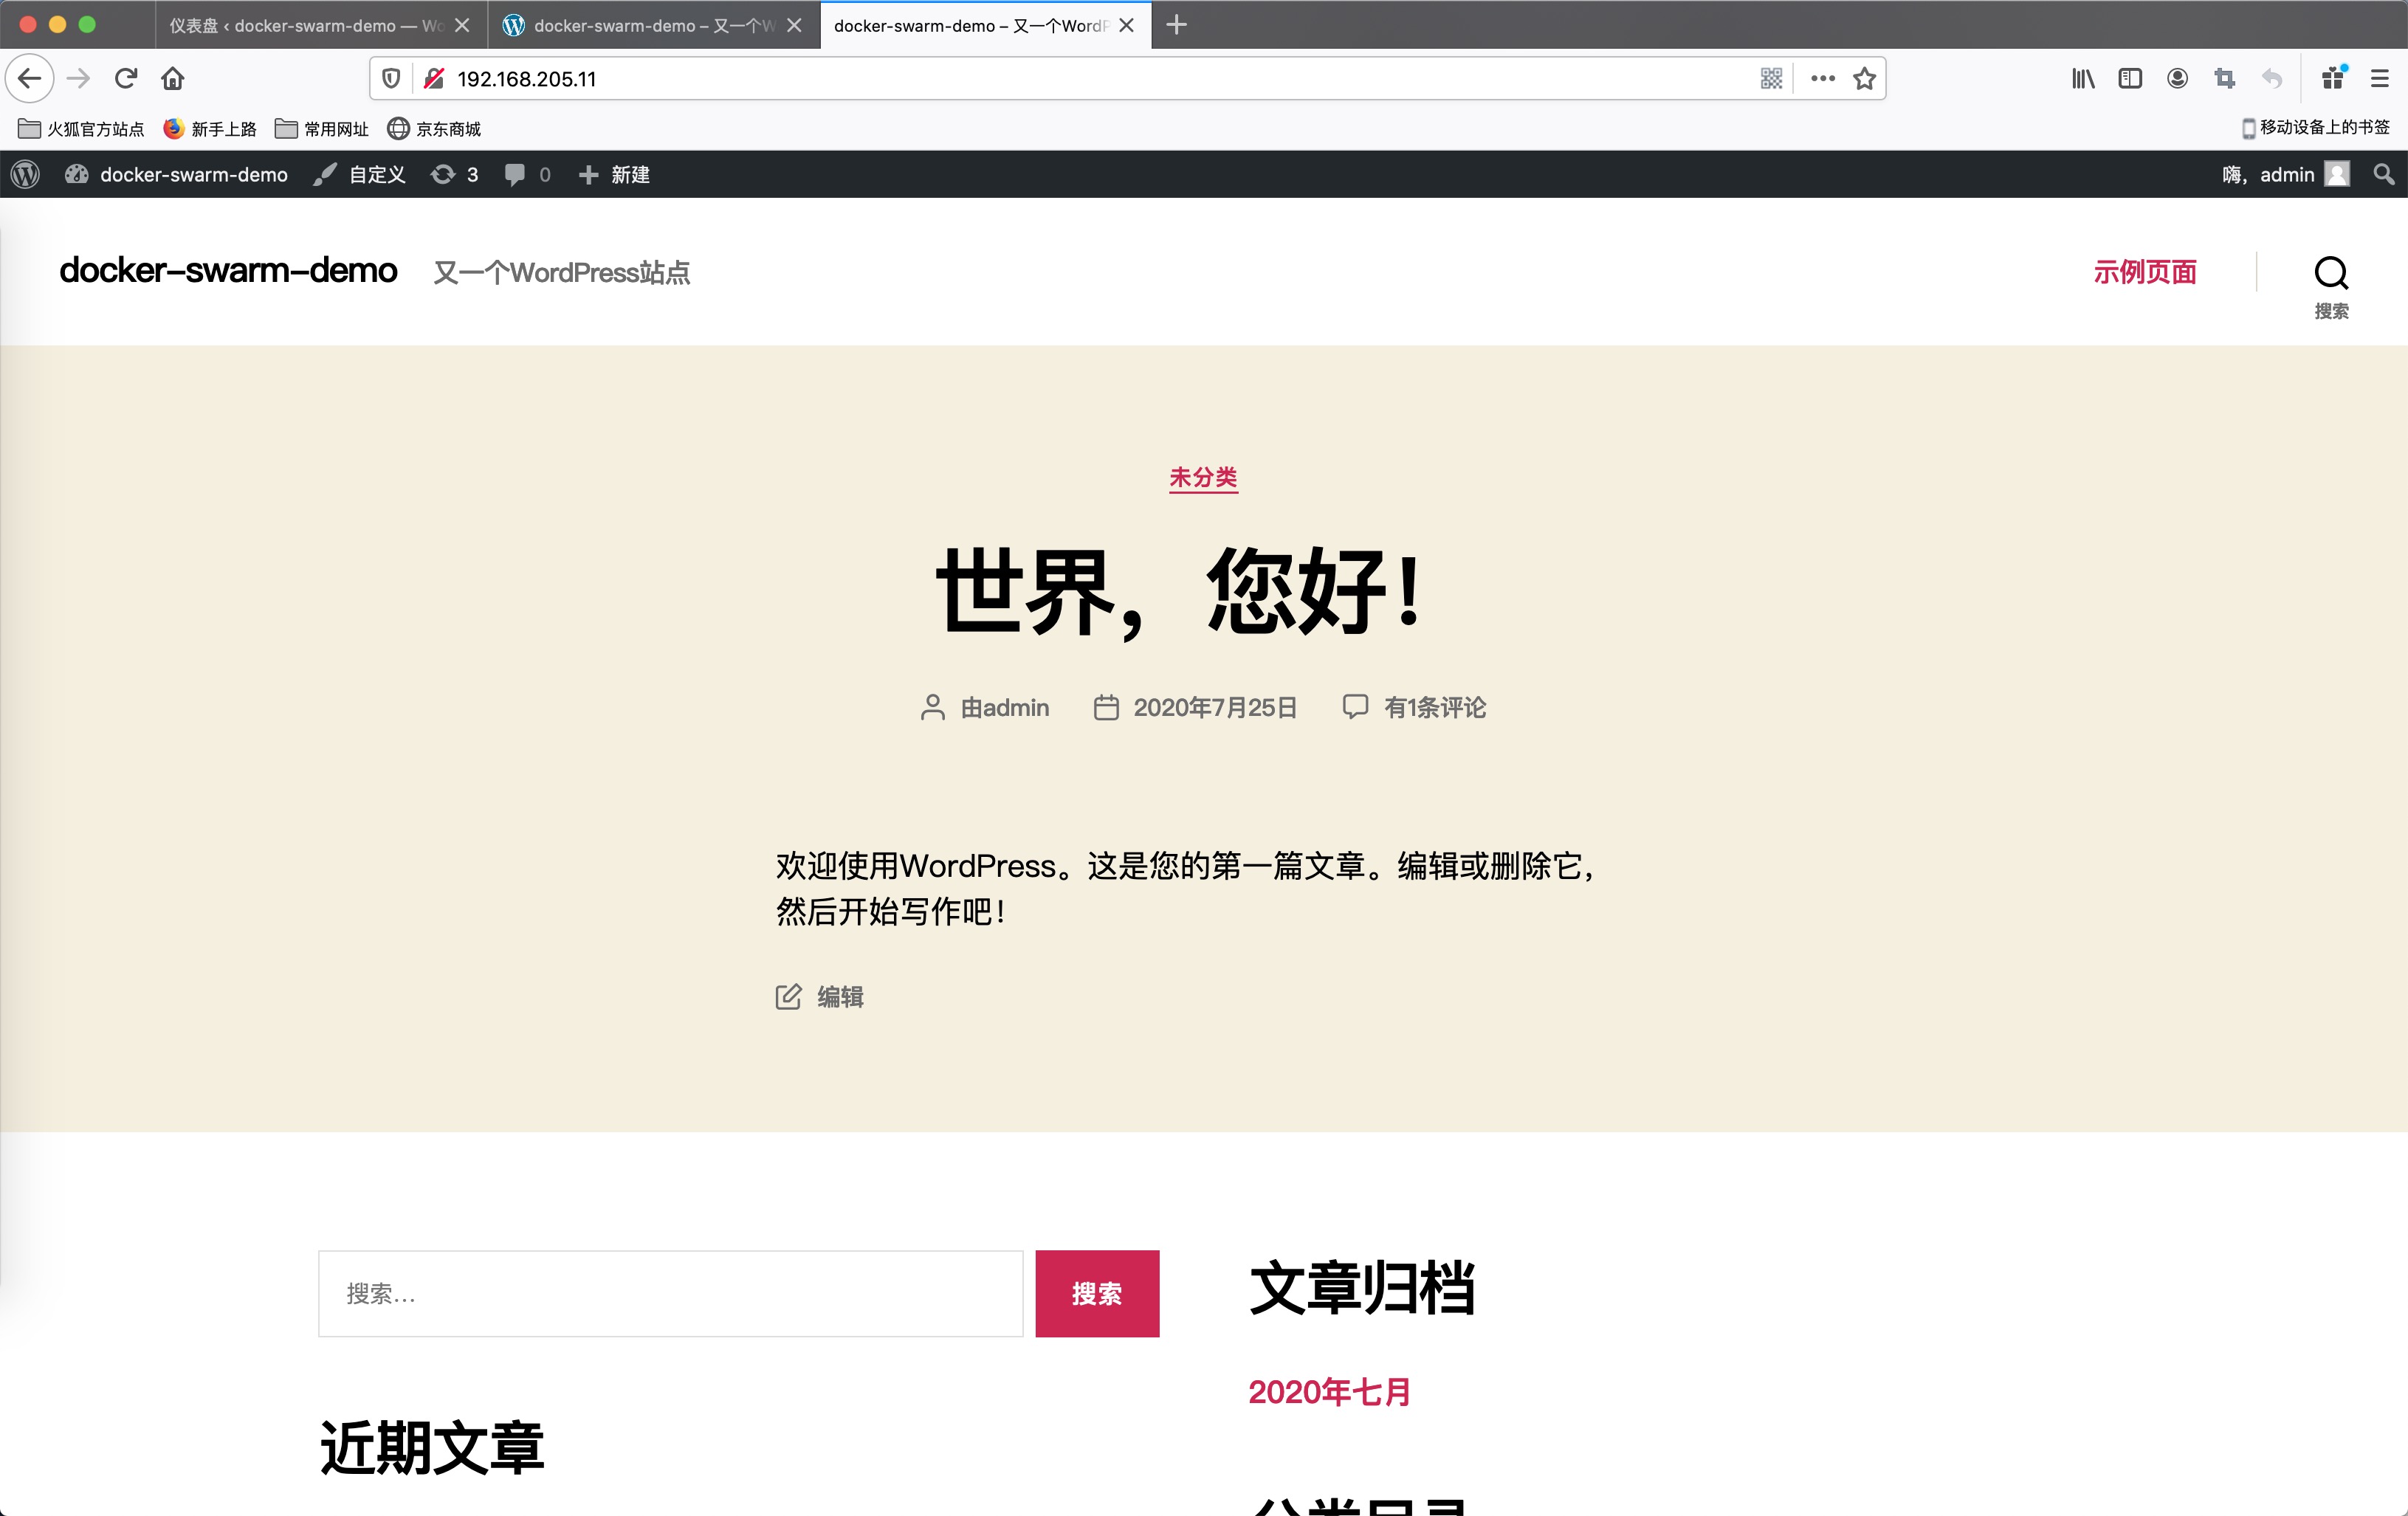 仪表盘 ‹ docker-swarm-demo — Wo
docker-swarm-demo – 又一个W
docker-swarm-demo – 又一个WordP
192.168.205.11
火狐官方站点 新手上路 常用网址 京东商城 移动设备上的书签
docker-swarm-demo 自定义 3 0 新建 嗨，admin
docker-swarm-demo 又一个WordPress站点 示例页面
搜索
未分类
世界，您好！
由admin 2020年7月25日 有1条评论
欢迎使用WordPress。这是您的第一篇文章。编辑或删除它，
然后开始写作吧！
编辑
搜索… 搜索
文章归档
2020年七月
近期文章